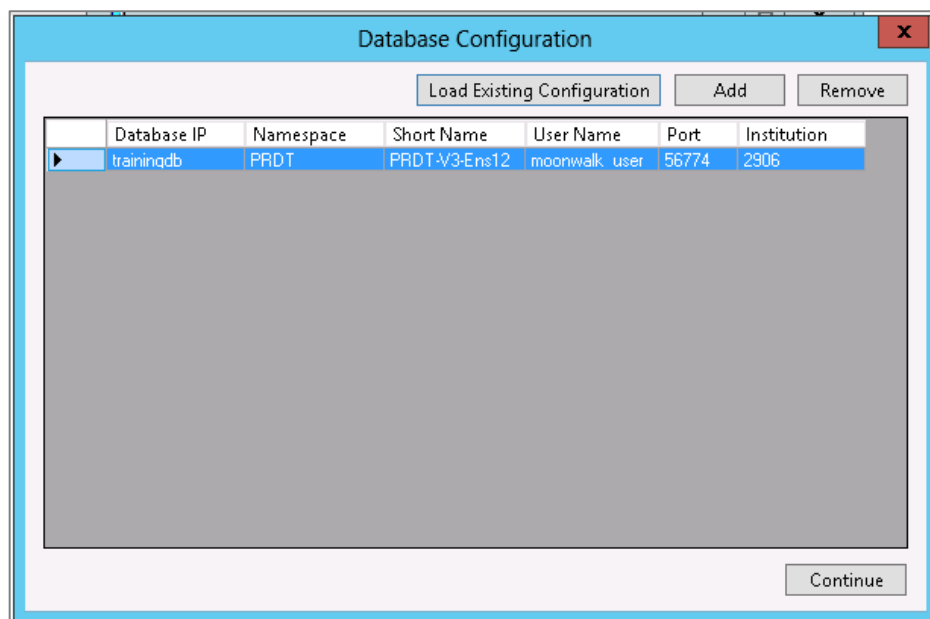 Database Configuration
x
Load Existing Configuration Add Remove
Database IP Namespace Short Name User Name Port Institution
trainingdb PRDT PRDT-V3-Ens12 moonwalk_user 56774 2906
Continue